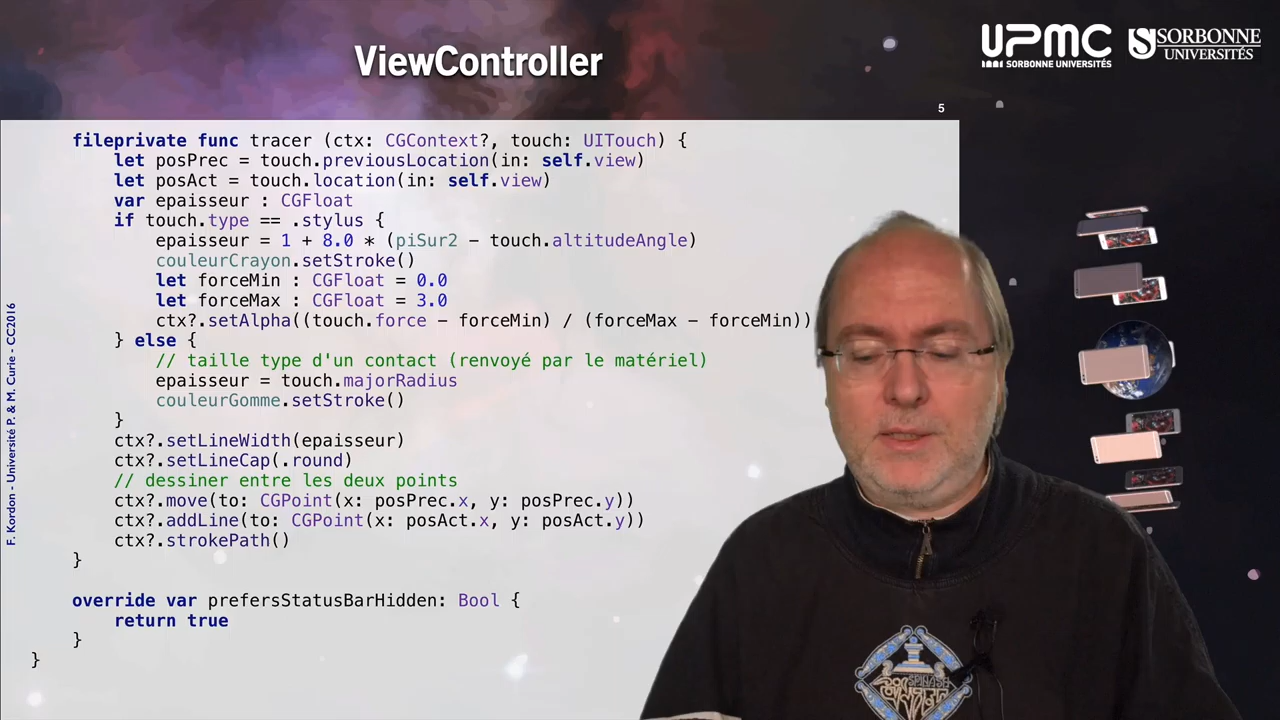 ViewController
UPMC
SORBONNE UNIVERSITÉS
SORBONNE
UNIVERSITÉS
5
fileprivate func tracer (ctx: CGContext?, touch: UITouch) {
let posPrec = touch.previousLocation(in: self.view)
let posAct = touch.location(in: self.view)
var epaisseur : CGFloat
if touch.type == .stylus {
epaisseur = 1 + 8.0 * (piSur2 - touch.altitudeAngle)
couleurCrayon.setStroke()
let forceMin : CGFloat = 0.0
let forceMax : CGFloat = 3.0
ctx?.setAlpha((touch.force - forceMin) / (forceMax - forceMin))
} else {
// taille type d'un contact (renvoyé par le matériel)
epaisseur = touch.majorRadius
couleurGomme.setStroke()
}
ctx?.setLineWidth(epaisseur)
ctx?.setLineCap(.round)
// dessiner entre les deux points
ctx?.move(to: CGPoint(x: posPrec.x, y: posPrec.y))
ctx?.addLine(to: CGPoint(x: posAct.x, y: posAct.y))
ctx?.strokePath()
}
override var prefersStatusBarHidden: Bool {
return true
}
}
F. Kordon - Université P. & M. Curie - CC2016